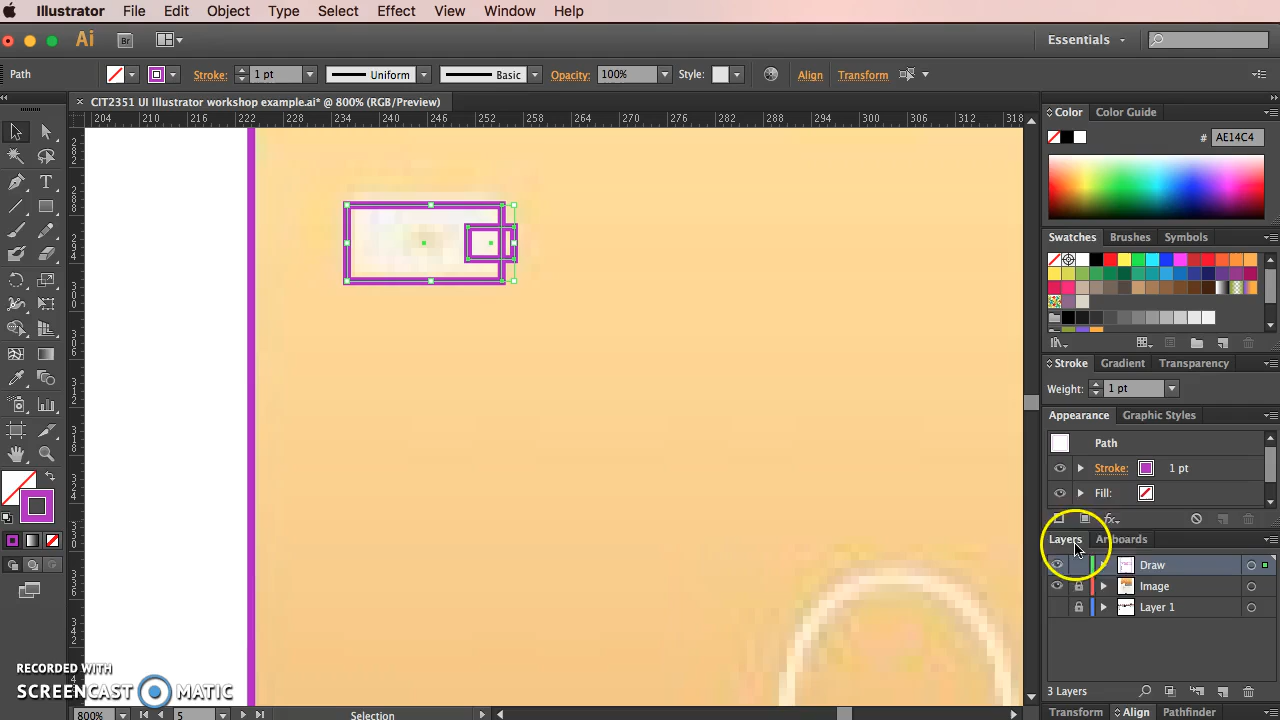 Illustrator File Edit Object Type Select Effect View Window Help
Ai Br Essentials
Path Stroke: 1 pt Uniform Basic Opacity: 100% Style: Align Transform
× CIT2351 UI Illustrator workshop example.ai* @ 800% (RGB/Preview)
204 210 216 222 228 234 240 246 252 258 264 270 276 282 288 294 300 306 312 318
Color Color Guide
# AE14C4
Swatches Brushes Symbols
Stroke Gradient Transparency
Weight: 1 pt
Appearance Graphic Styles
Path
Stroke: 1 pt
Fill:
fx
Layers Artboards
Draw
Image
Layer 1
3 Layers
Transform Align Pathfinder
RECORDED WITH
SCREENCAST MATIC
800% 5 Selection